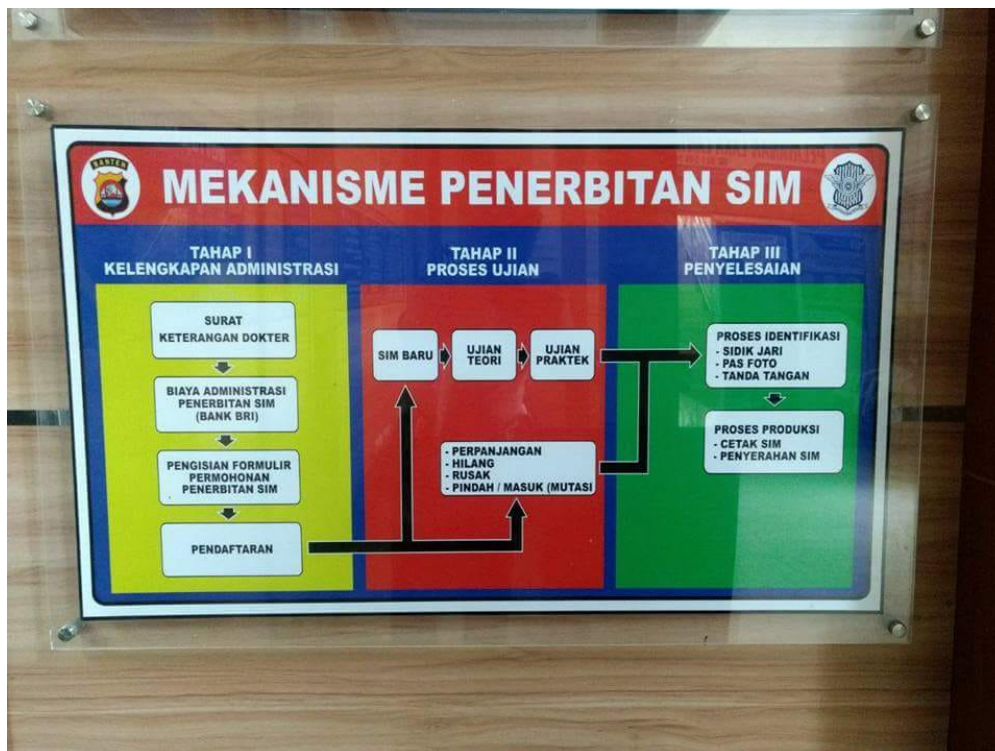 BANTEN
MEKANISME PENERBITAN SIM
TAHAP I
KELENGKAPAN ADMINISTRASI
SURAT
KETERANGAN DOKTER
BIAYA ADMINISTRASI
PENERBITAN SIM
(BANK BRI)
PENGISIAN FORMULIR
PERMOHONAN
PENERBITAN SIM
PENDAFTARAN
TAHAP II
PROSES UJIAN
SIM BARU
UJIAN
TEORI
UJIAN
PRAKTEK
- PERPANJANGAN
- HILANG
- RUSAK
- PINDAH / MASUK (MUTASI
TAHAP III
PENYELESAIAN
PROSES IDENTIFIKASI
- SIDIK JARI
- PAS FOTO
- TANDA TANGAN
PROSES PRODUKSI
- CETAK SIM
- PENYERAHAN SIM